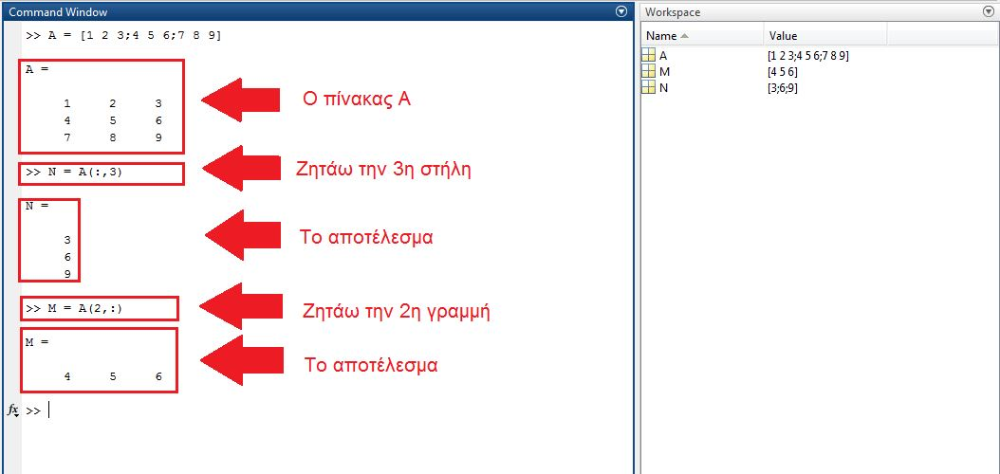 Command Window
>> A = [1 2 3;4 5 6;7 8 9]
A =
1 2 3
4 5 6
7 8 9
Ο πίνακας Α
>> N = A(:,3)
Ζητάω την 3η στήλη
N =
3
6
9
Το αποτέλεσμα
>> M = A(2,:)
Ζητάω την 2η γραμμή
M =
4 5 6
Το αποτέλεσμα
fx >>
Workspace
Name Value
A [1 2 3;4 5 6;7 8 9]
M [4 5 6]
N [3;6;9]